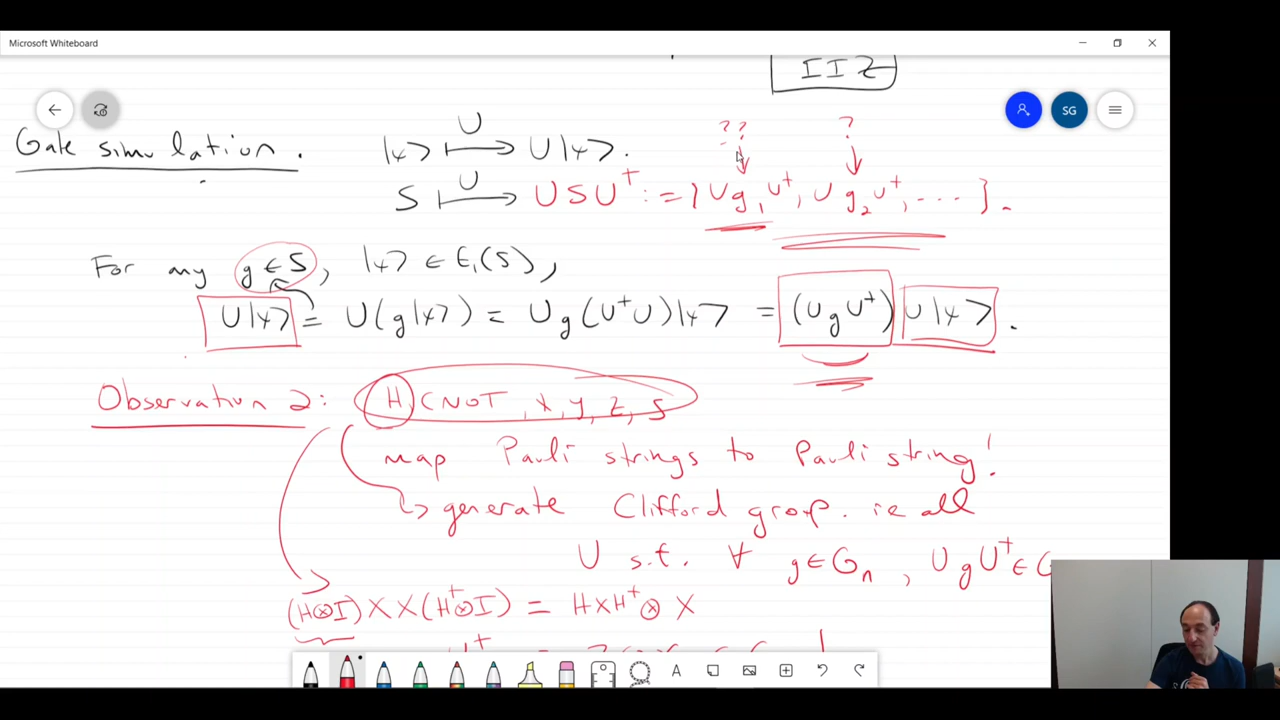 Microsoft Whiteboard
IIZ
SG
Gate simulation. |ψ> ↦ U|ψ>.
U
?? ?
S ↦ USU† := {Ug₁U†, Ug₂U†, ....}.
U
For any g∈S, |ψ> ∈ E₁(S),
U|ψ> = U(g|ψ>) = Ug(U†U)|ψ> = (UgU†) U|ψ>.
Observation 2: H CNOT, X, Y, Z, S
map Pauli strings to Pauli string!
↳ generate Clifford group. ie all
U s.t. ∀ g∈Gₙ, UgU†∈G
(H⊗I)XX(H†⊗I) = HXH†⊗X
A